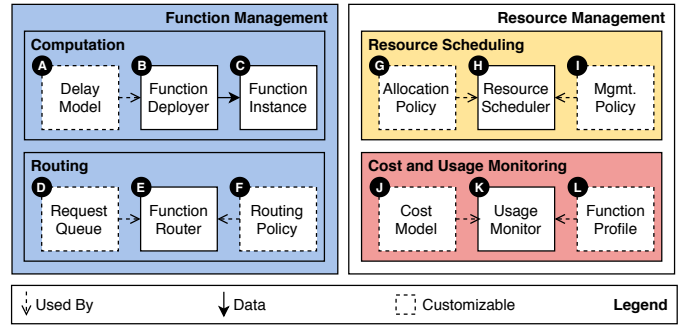 Function Management
Computation
A
Delay
Model
B
Function
Deployer
C
Function
Instance
Routing
D
Request
Queue
E
Function
Router
F
Routing
Policy
Resource Management
Resource Scheduling
G
Allocation
Policy
H
Resource
Scheduler
I
Mgmt.
Policy
Cost and Usage Monitoring
J
Cost
Model
K
Usage
Monitor
L
Function
Profile
Used By
Data
Customizable
Legend